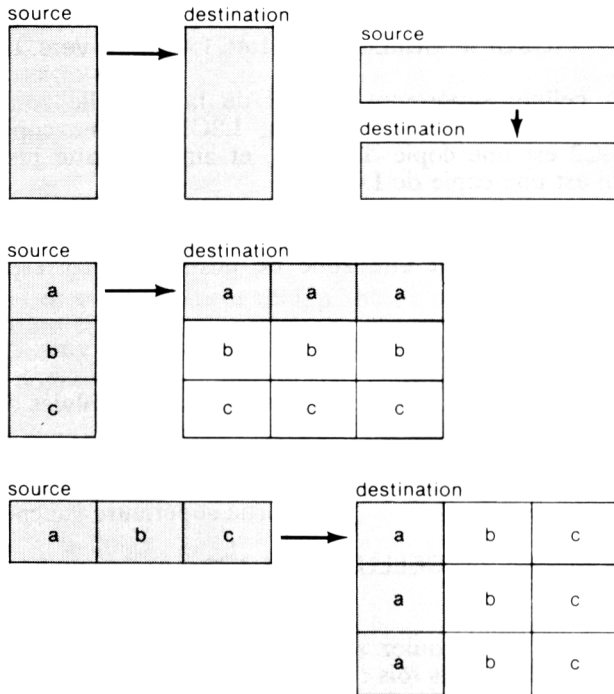 source destination
source
destination
source destination
a a a a
b b b b
c c c c
source destination
a b c a b c
a b c
a b c